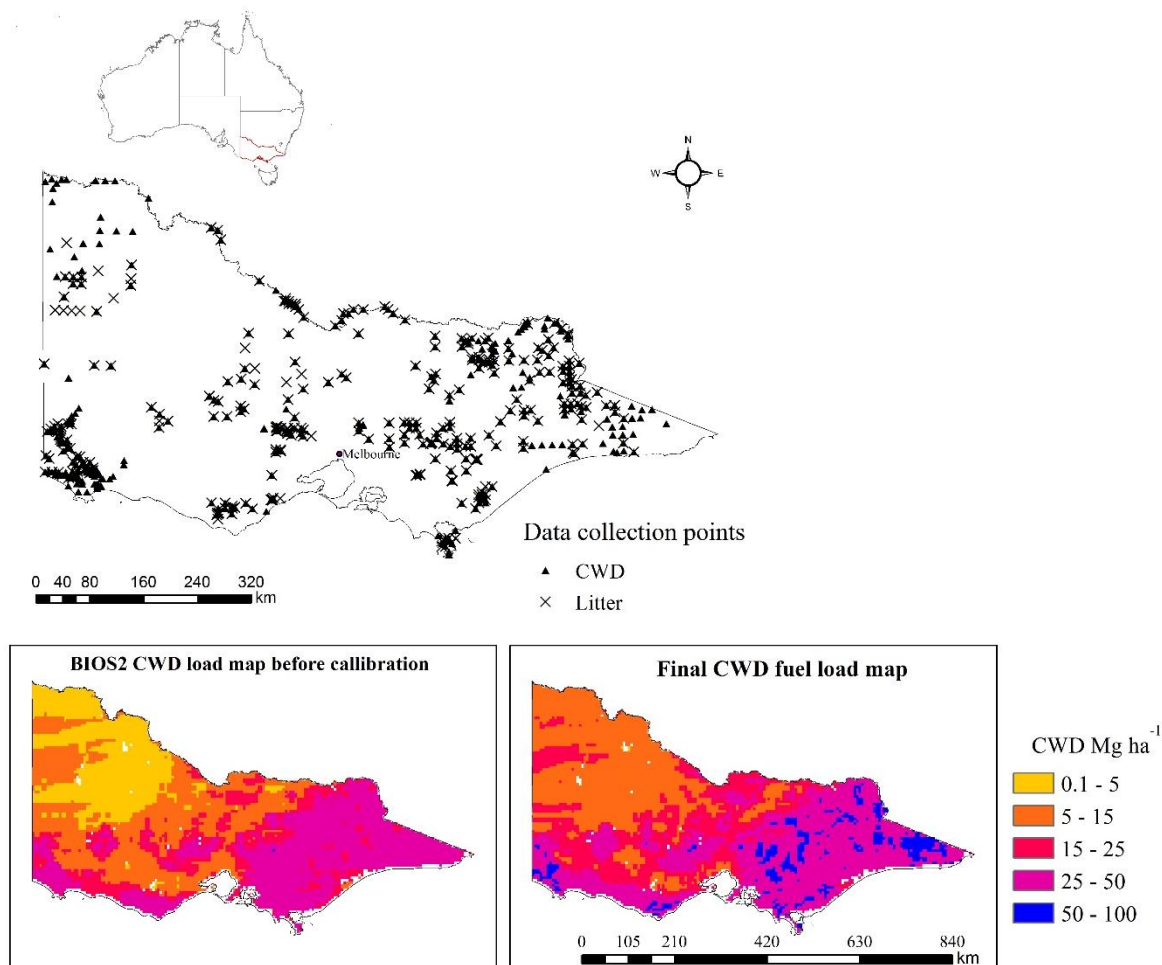 N
W E
S
Melbourne
Data collection points
CWD
Litter
0 40 80 160 240 320
km
BIOS2 CWD load map before callibration
Final CWD fuel load map
CWD Mg ha⁻¹
0.1 - 5
5 - 15
15 - 25
25 - 50
50 - 100
0 105 210 420 630 840
km